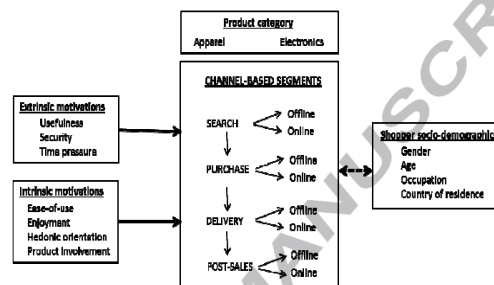 Product category
Apparel Electronics
CHANNEL-BASED SEGMENTS
Extrinsic motivations
Usefulness
Security
Time pressure
Intrinsic motivations
Ease-of-use
Enjoyment
Hedonic orientation
Product involvement
SEARCH
Offline
Online
PURCHASE
Offline
Online
DELIVERY
Offline
Online
POST-SALES
Offline
Online
Shopper socio-demographic
Gender
Age
Occupation
Country of residence
MANUSCR